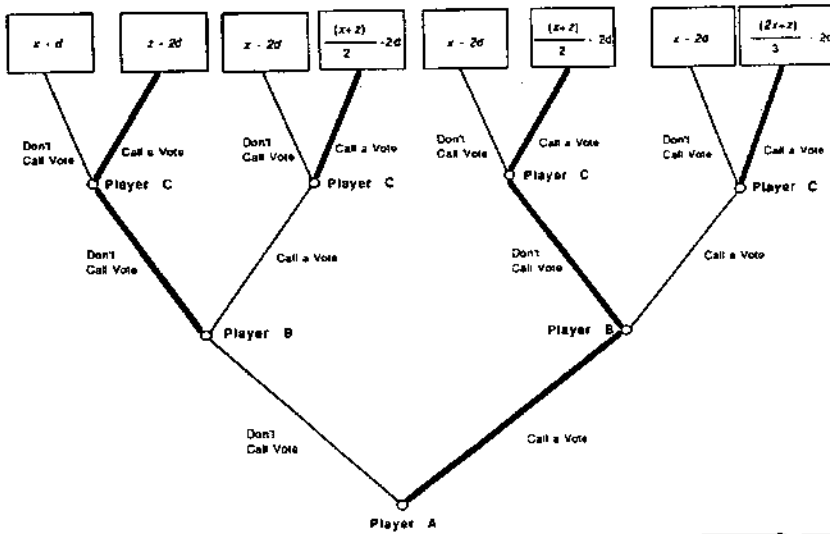 z - 2d
x - 2d
(x+z)
2
-2d
x - 2d
(x+z)
2
- 2d
x - 2d
(2x+z)
3
Don't
Call Vote
Call a Vote
Don't
Call Vote
Call a Vote
Don't
Call Vote
Call a Vote
Don't
Call Vote
Call a Vote
Player C
Player C
Player C
Player C
Don't
Call Vote
Call a Vote
Don't
Call Vote
Call a Vote
Player B
Player B
Don't
Call Vote
Call a Vote
Player A